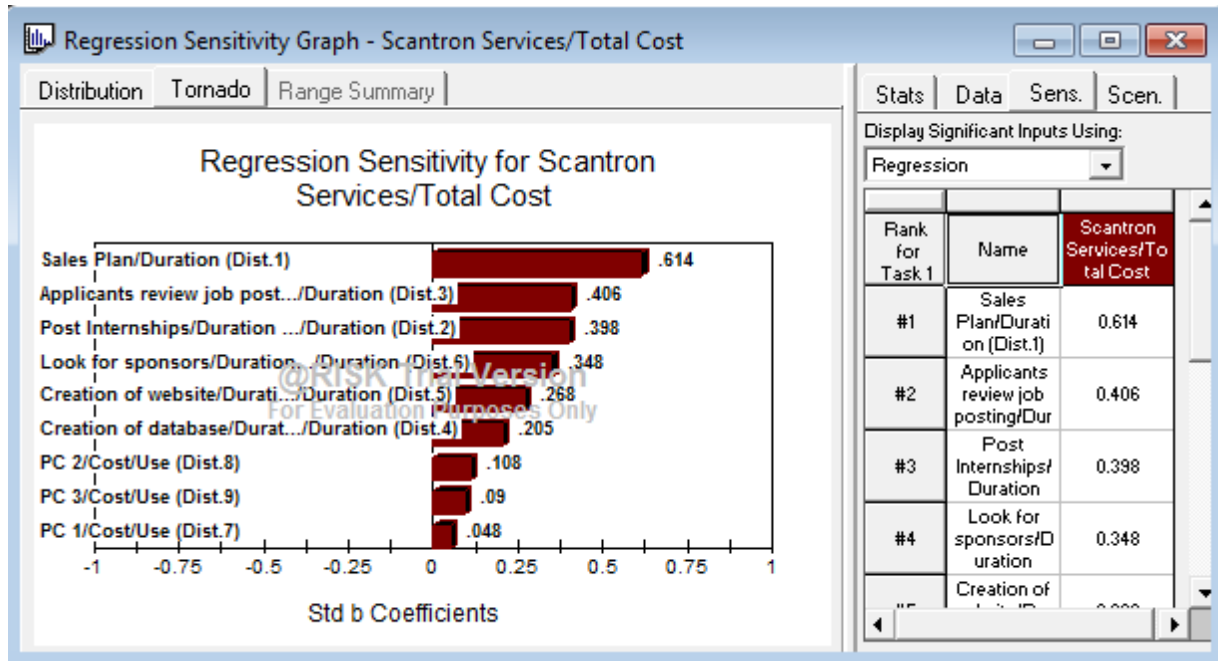 Regression Sensitivity Graph - Scantron Services/Total Cost
Distribution
Tornado
Range Summary
Regression Sensitivity for Scantron
Services/Total Cost
Sales Plan/Duration (Dist.1)
.614
Applicants review job post.../Duration (Dist.3)
.406
Post Internships/Duration .../Duration (Dist.2)
.398
Look for sponsors/Duration.../Duration (Dist.6)
.348
Creation of website/Durati.../Duration (Dist.5)
.268
Creation of database/Durat.../Duration (Dist.4)
.205
PC 2/Cost/Use (Dist.8)
.108
PC 3/Cost/Use (Dist.9)
.09
PC 1/Cost/Use (Dist.7)
.048
@RISK Trial Version
For Evaluation Purposes Only
-1 -0.75 -0.5 -0.25 0 0.25 0.5 0.75 1
Std b Coefficients
Stats
Data
Sens.
Scen.
Display Significant Inputs Using:
Regression
Rank
for
Task 1
Name
Scantron
Services/To
tal Cost
#1
Sales
Plan/Durati
on (Dist.1)
0.614
#2
Applicants
review job
posting/Dur
0.406
#3
Post
Internships/
Duration
0.398
#4
Look for
sponsors/D
uration
0.348
Creation of